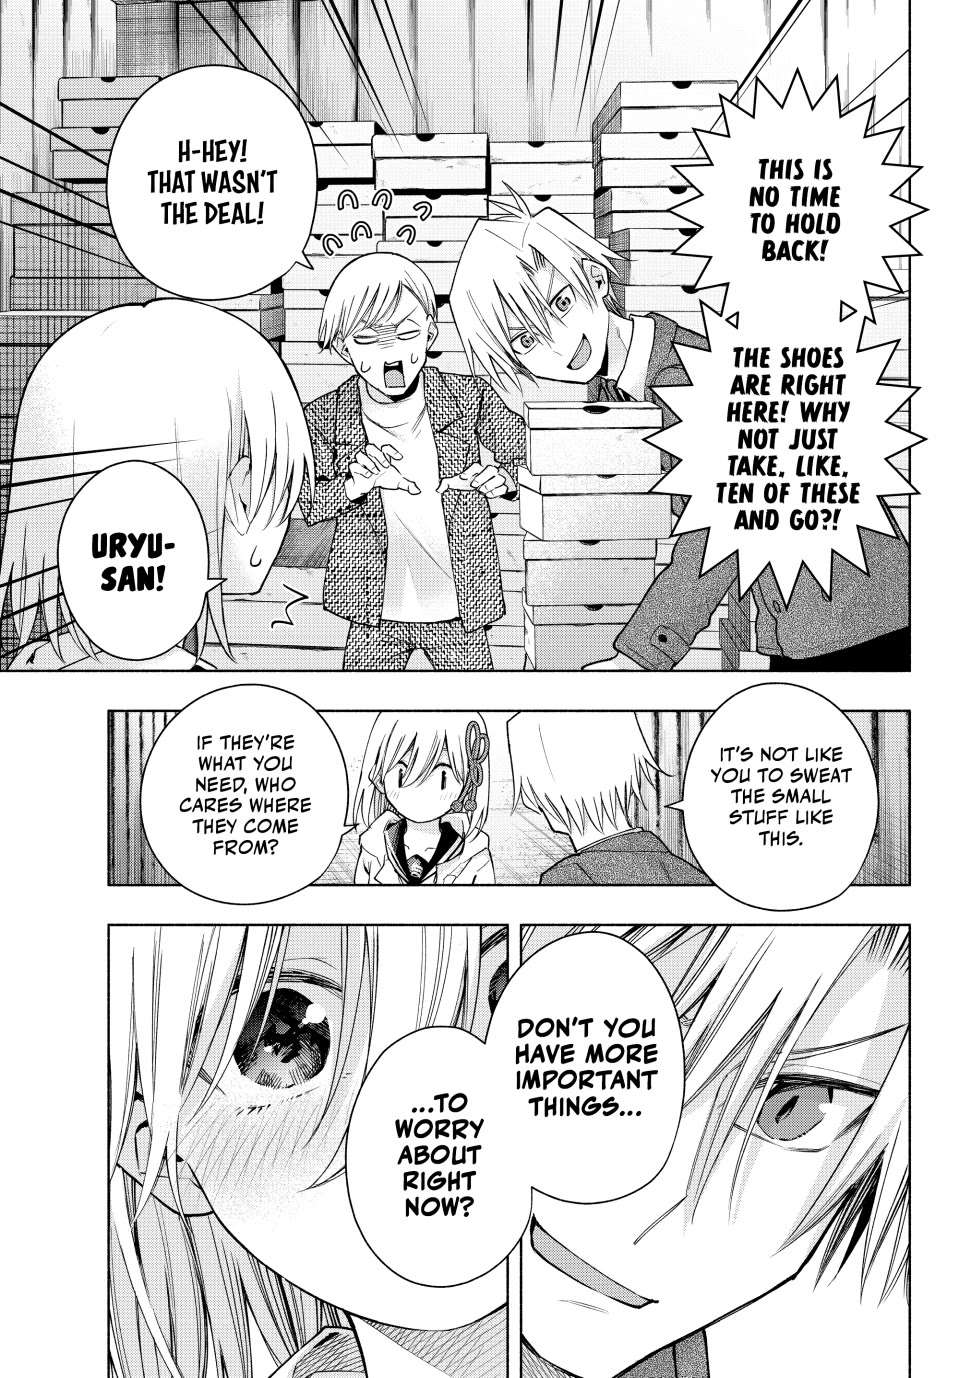 THIS IS
NO TIME
TO HOLD
BACK!
THE SHOES
ARE RIGHT
HERE! WHY
NOT JUST
TAKE, LIKE,
TEN OF THESE
AND GO?!
H-HEY!
THAT WASN'T
THE DEAL!
URYU-
SAN!
IT'S NOT LIKE
YOU TO SWEAT
THE SMALL
STUFF LIKE
THIS.
IF THEY'RE
WHAT YOU
NEED, WHO
CARES WHERE
THEY COME
FROM?
DON'T YOU
HAVE MORE
IMPORTANT
THINGS...
...TO
WORRY
ABOUT
RIGHT
NOW?